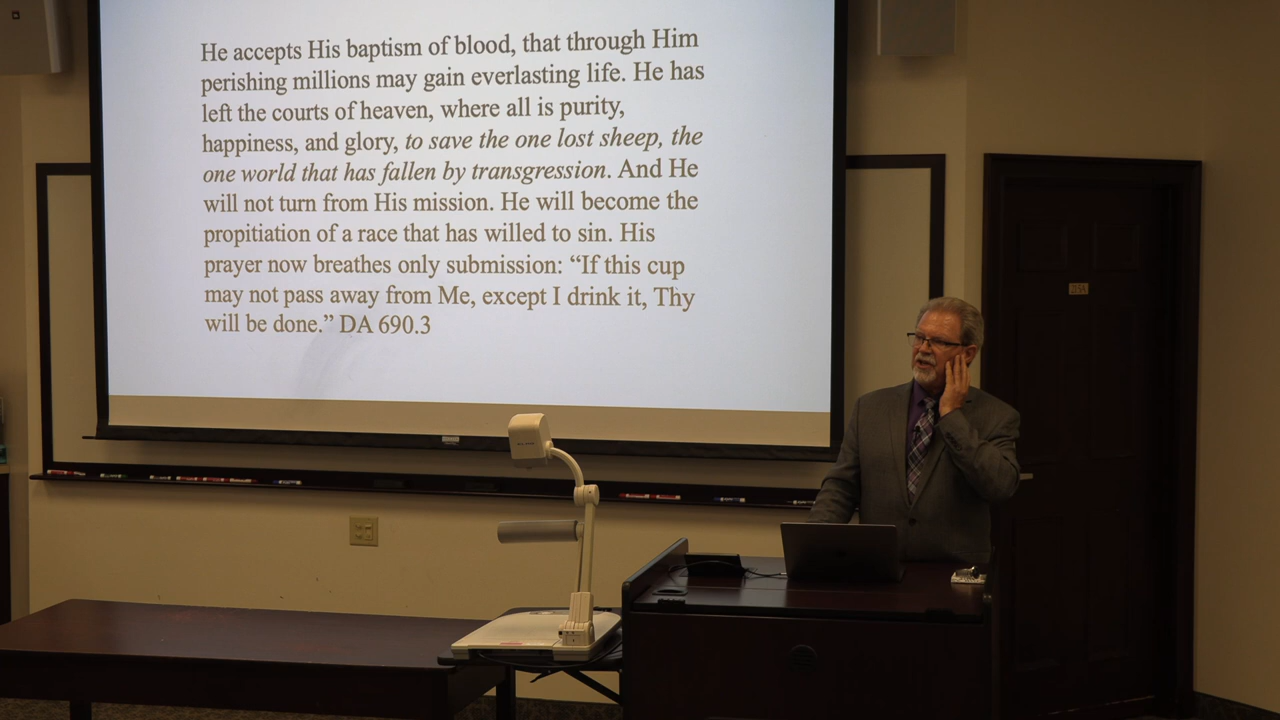 He accepts His baptism of blood, that through Him
perishing millions may gain everlasting life. He has
left the courts of heaven, where all is purity,
happiness, and glory, to save the one lost sheep, the
one world that has fallen by transgression. And He
will not turn from His mission. He will become the
propitiation of a race that has willed to sin. His
prayer now breathes only submission: “If this cup
may not pass away from Me, except I drink it, Thy
will be done.” DA 690.3